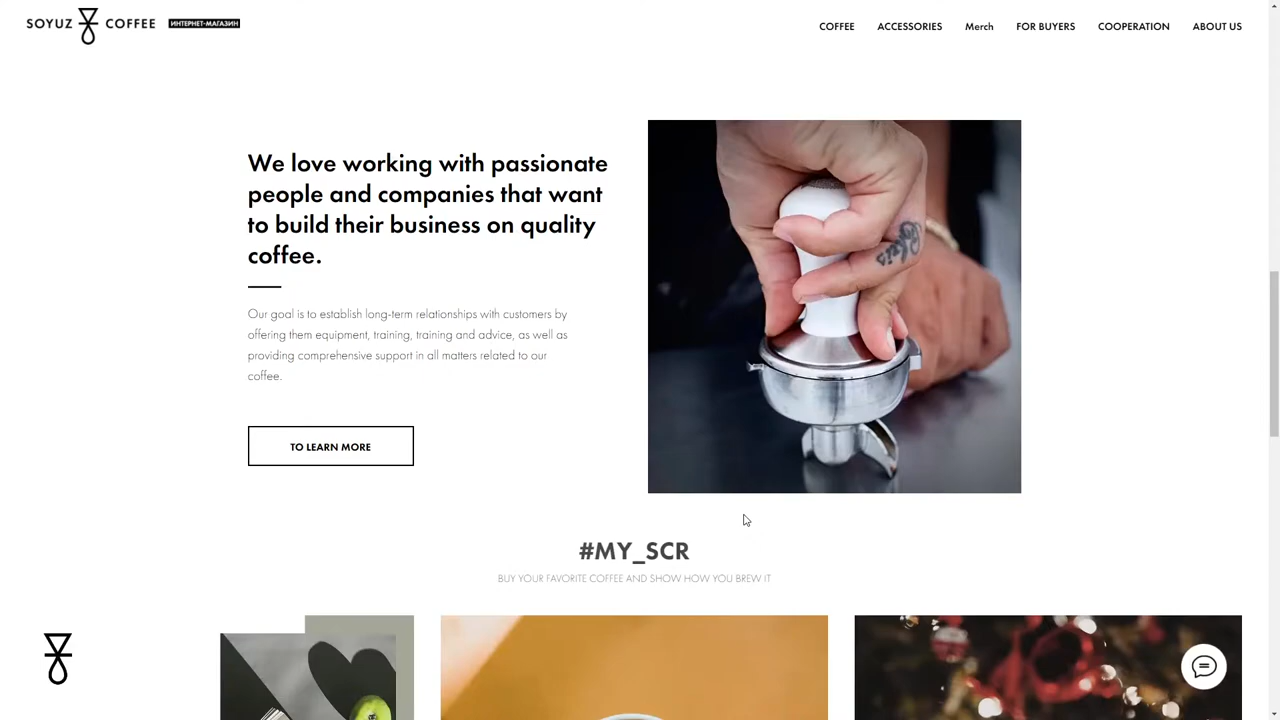 SOYUZ COFFEE ИНТЕРНЕТ-МАГАЗИН
COFFEE ACCESSORIES Merch FOR BUYERS COOPERATION ABOUT US
We love working with passionate
people and companies that want
to build their business on quality
coffee.
Our goal is to establish long-term relationships with customers by
offering them equipment, training, training and advice, as well as
providing comprehensive support in all matters related to our
coffee.
TO LEARN MORE
#MY_SCR
BUY YOUR FAVORITE COFFEE AND SHOW HOW YOU BREW IT